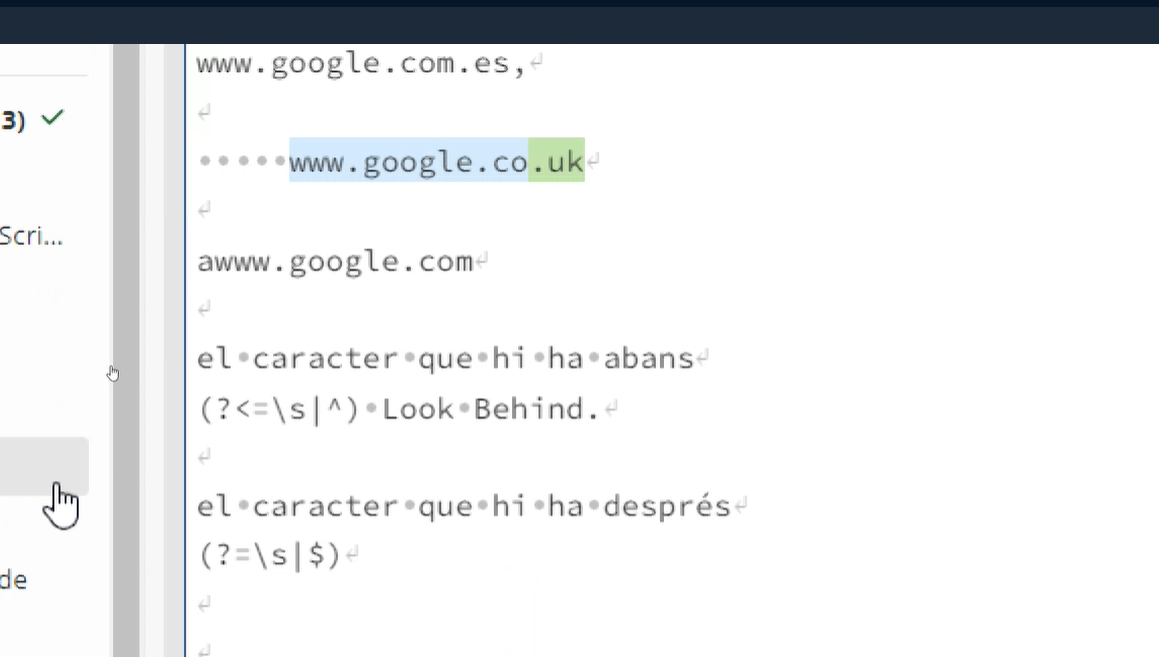 www.google.com.es,
3)
www.google.co.uk
Scri...
awww.google.com
el caracter que hi ha abans
(?<=\s|^) Look Behind.
el caracter que hi ha després
(?=\s|$)
de